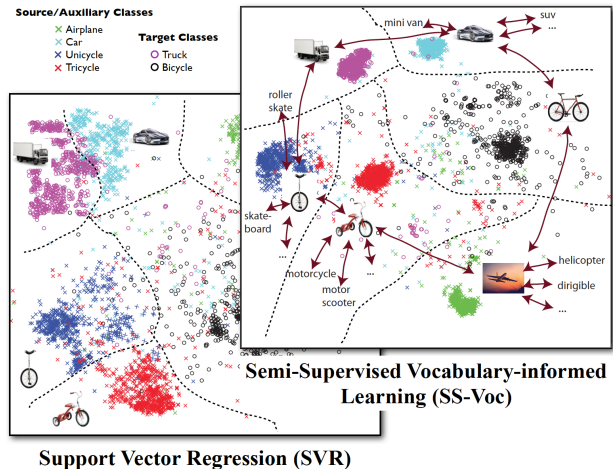 Source/Auxiliary Classes
Airplane
Car
Unicycle
Tricycle
Target Classes
Truck
Bicycle
mini van
suv
...
roller
skate
skate-
board
...
motorcycle
motor
scooter
...
helicopter
dirigible
...
Semi-Supervised Vocabulary-informed
Learning (SS-Voc)
Support Vector Regression (SVR)